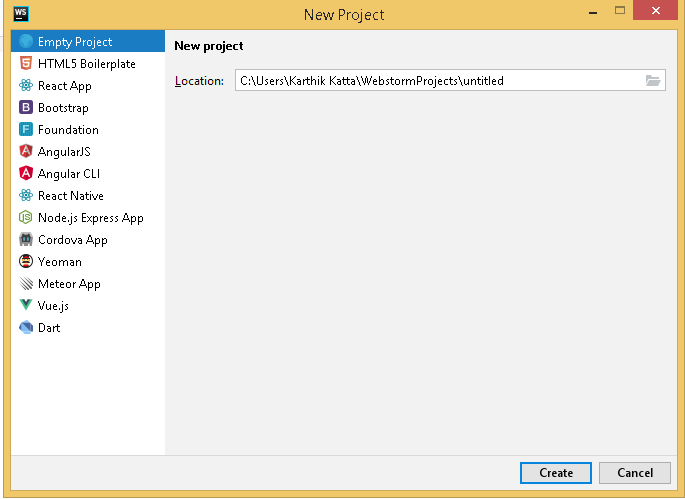 WS
New Project
Empty Project
HTML5 Boilerplate
React App
Bootstrap
Foundation
AngularJS
Angular CLI
React Native
Node.js Express App
Cordova App
Yeoman
Meteor App
Vue.js
Dart
New project
Location: C:\Users\Karthik Katta\WebstormProjects\untitled
Create Cancel